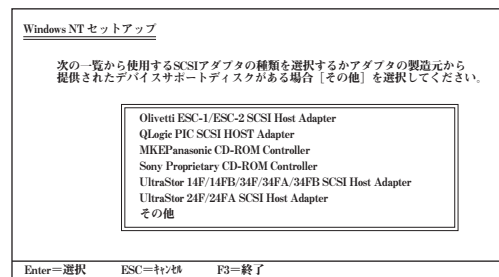 Windows NT セットアップ
次の一覧から使用するSCSIアダプタの種類を選択するかアダプタの製造元から
提供されたデバイスサポートディスクがある場合［その他］を選択してください。
Olivetti ESC-1/ESC-2 SCSI Host Adapter
QLogic PIC SCSI HOST Adapter
MKEPanasonic CD-ROM Controller
Sony Proprietary CD-ROM Controller
UltraStor 14F/14FB/34F/34FA/34FB SCSI Host Adapter
UltraStor 24F/24FA SCSI Host Adapter
その他
Enter＝選択 ESC＝ｷｬﾝｾﾙ F3＝終了